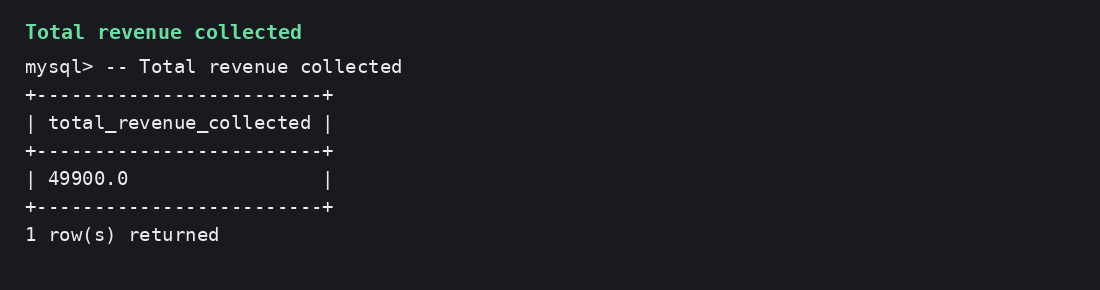 Total revenue collected
mysql> -- Total revenue collected
+-------------------------+
| total_revenue_collected |
+-------------------------+
| 49900.0                 |
+-------------------------+
1 row(s) returned